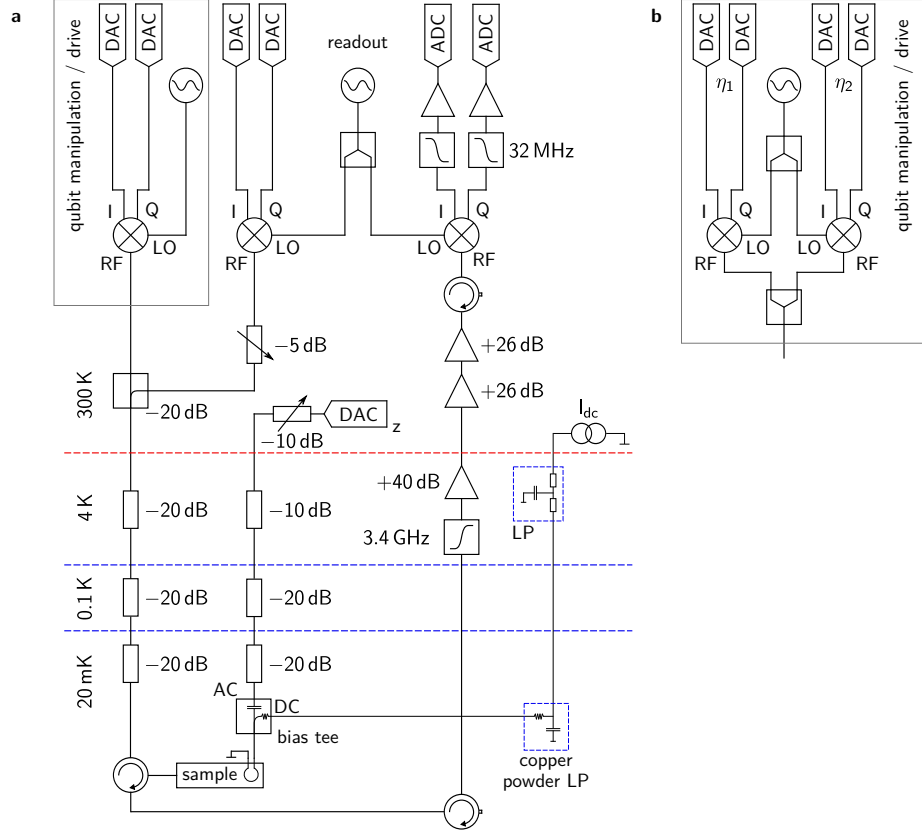 a
qubit manipulation / drive
DAC
DAC
DAC
DAC
readout
ADC
ADC
32 MHz
I
Q
LO
RF
I
Q
LO
RF
I
Q
LO
RF
−5 dB
+26 dB
+26 dB
300 K
−20 dB
−10 dB
DAC
z
Idc
4 K
−20 dB
−10 dB
+40 dB
3.4 GHz
LP
0.1 K
−20 dB
−20 dB
20 mK
−20 dB
−20 dB
AC
DC
bias tee
sample
copper
powder LP
b
DAC
DAC
DAC
DAC
η1
η2
qubit manipulation / drive
I
Q
LO
RF
I
Q
LO
RF